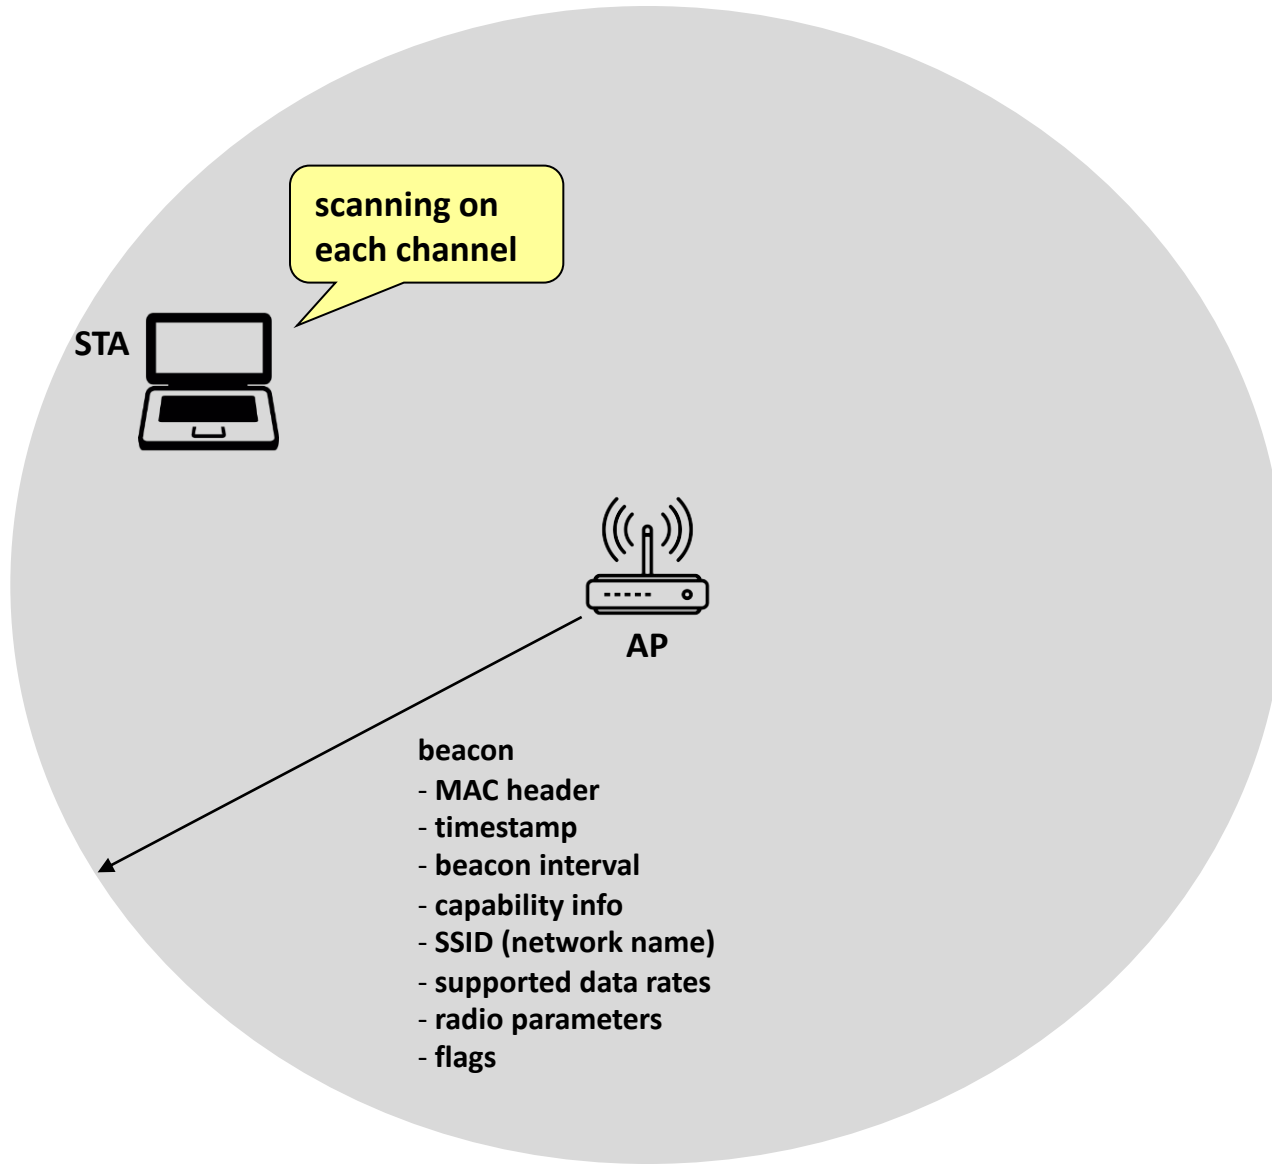 scanning on
each channel
STA
AP
beacon
- MAC header
- timestamp
- beacon interval
- capability info
- SSID (network name)
- supported data rates
- radio parameters
- flags